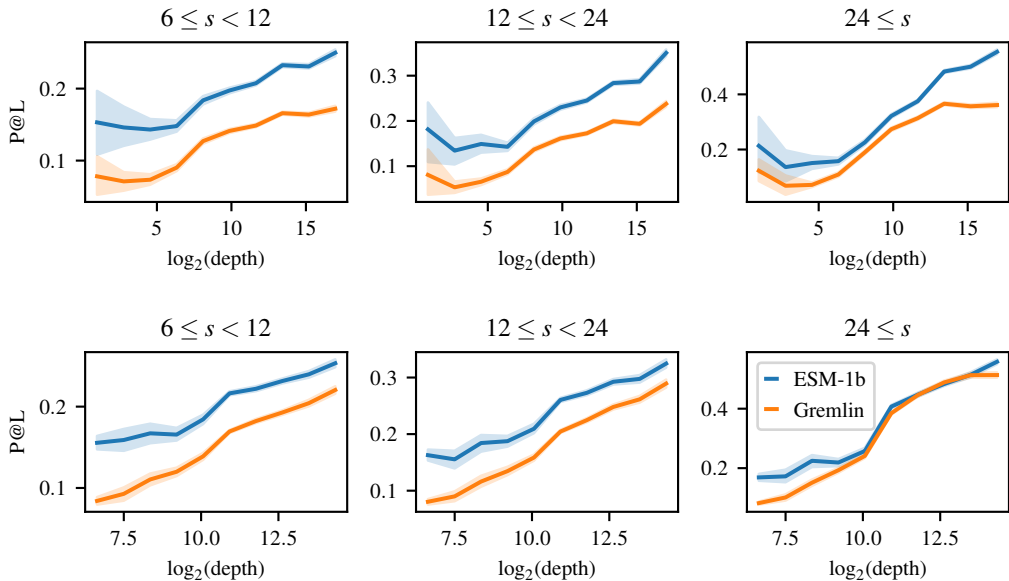 6 ≤ s < 12
12 ≤ s < 24
24 ≤ s
P@L
0.2
0.1
0.3
0.2
0.1
0.4
0.2
5 10 15
5 10 15
5 10 15
log₂(depth)
log₂(depth)
log₂(depth)
6 ≤ s < 12
12 ≤ s < 24
24 ≤ s
P@L
0.2
0.1
0.3
0.2
0.1
0.4
0.2
ESM-1b
Gremlin
7.5 10.0 12.5
7.5 10.0 12.5
7.5 10.0 12.5
log₂(depth)
log₂(depth)
log₂(depth)